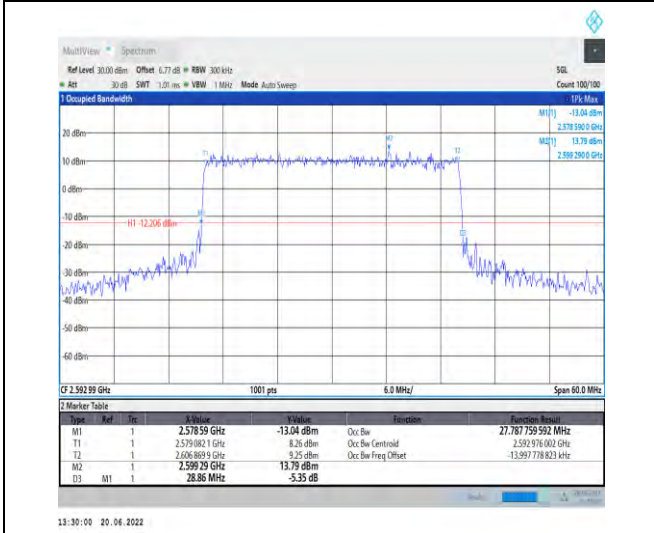 MultiView Spectrum
Ref Level 30.00 dBm Offset 6.77 dB RBW 300 kHz SGL
Att 30 dB SWT 1.01 ms VBW 1 MHz Mode Auto Sweep Count 100/100
1 Occupied Bandwidth 1Pk Max
M1[1] -13.04 dBm
2.578 590 0 GHz
M2[1] 13.79 dBm
2.599 290 0 GHz
20 dBm
M2
T1
T2
10 dBm
0 dBm
-10 dBm
M1
H1 -12.206 dBm
D3
-20 dBm
-30 dBm
-40 dBm
-50 dBm
-60 dBm
CF 2.592 99 GHz 1001 pts 6.0 MHz/ Span 60.0 MHz
2 Marker Table
Type Ref Trc X-Value Y-Value Function Function Result
M1 1 2.578 59 GHz -13.04 dBm Occ Bw 27.787 759 592 MHz
T1 1 2.579 082 1 GHz 8.26 dBm Occ Bw Centroid 2.592 976 002 GHz
T2 1 2.606 869 9 GHz 9.25 dBm Occ Bw Freq Offset -13.997 778 823 kHz
M2 1 2.599 29 GHz 13.79 dBm
D3 M1 1 28.86 MHz -5.35 dB
13:30:00 20.06.2022